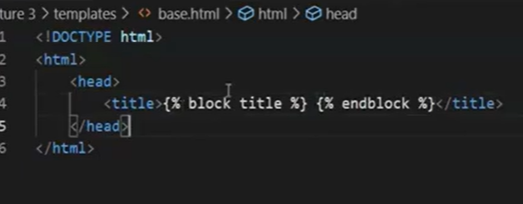 ture 3 > templates > <> base.html > html > head
1 <!DOCTYPE html>
2 <html>
3 <head>
4 <title>{% block title %} {% endblock %}</title>
5 </head>
6 </html>